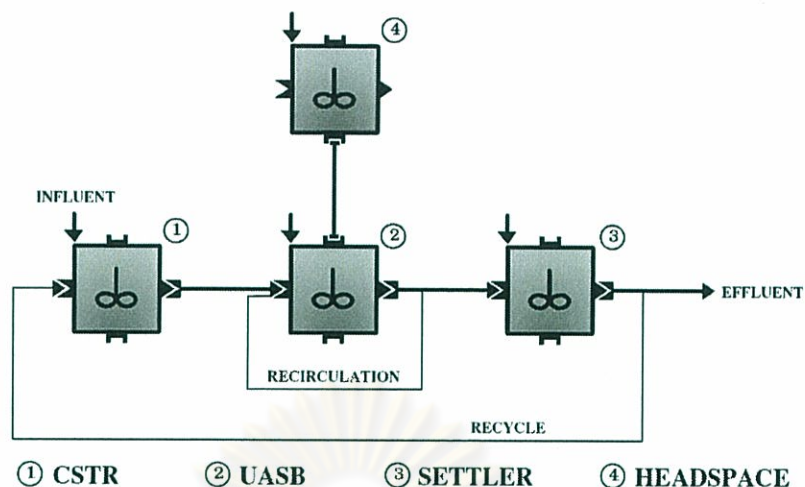 ④
INFLUENT
①
②
③
EFFLUENT
RECIRCULATION
RECYCLE
① CSTR ② UASB ③ SETTLER ④ HEADSPACE